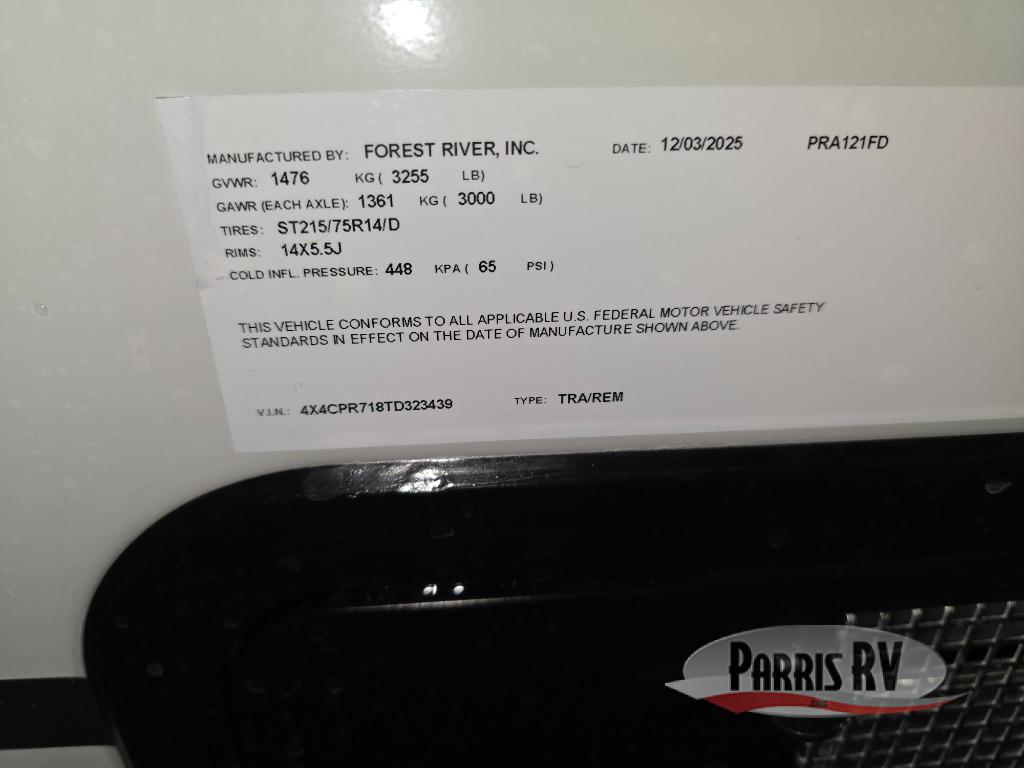 MANUFACTURED BY: FOREST RIVER, INC. DATE: 12/03/2025 PRA121FD
GVWR: 1476 KG ( 3255 LB)
GAWR (EACH AXLE): 1361 KG ( 3000 LB)
TIRES: ST215/75R14/D
RIMS: 14X5.5J
COLD INFL. PRESSURE: 448 KPA ( 65 PSI )
THIS VEHICLE CONFORMS TO ALL APPLICABLE U.S. FEDERAL MOTOR VEHICLE SAFETY
STANDARDS IN EFFECT ON THE DATE OF MANUFACTURE SHOWN ABOVE.
V.I.N.: 4X4CPR718TD323439 TYPE: TRA/REM
PARRIS RV